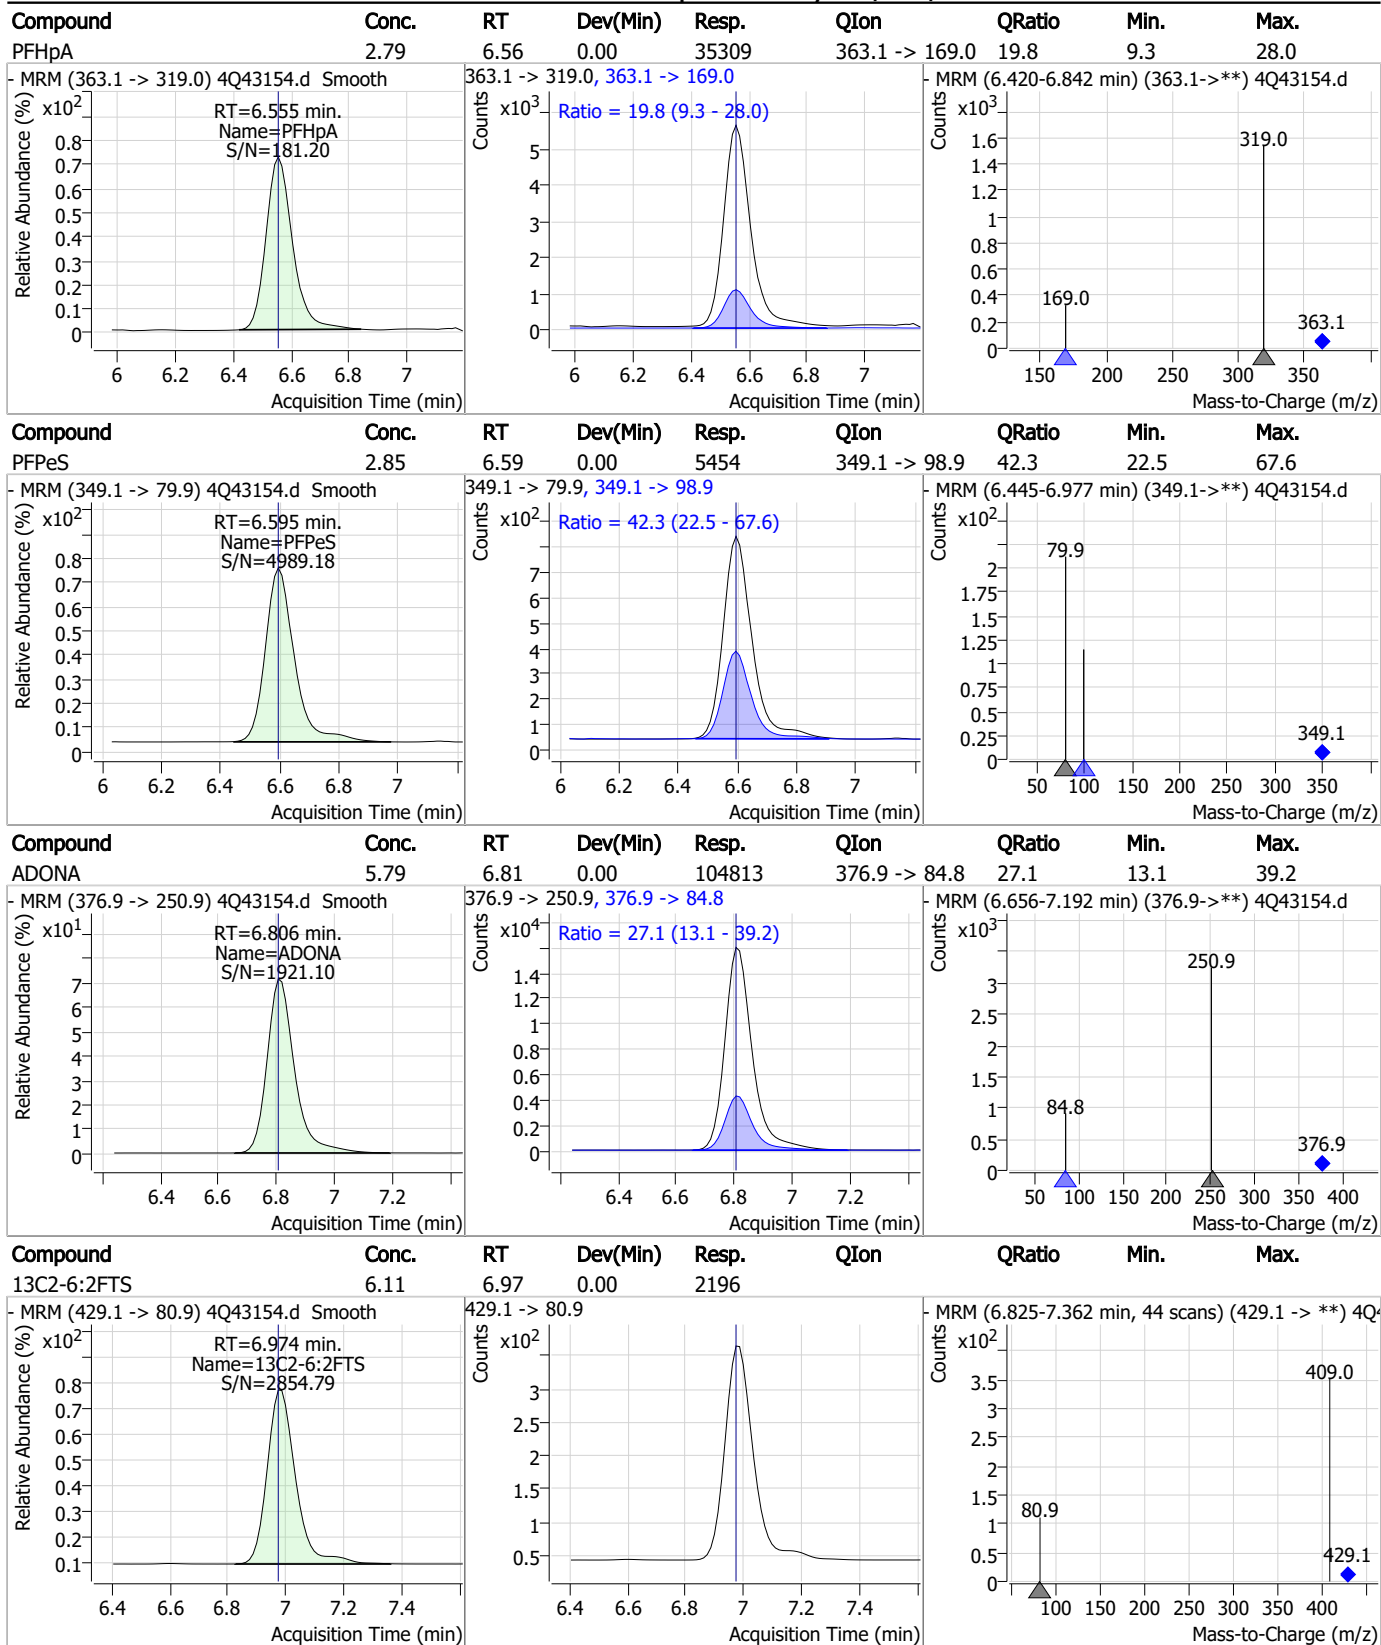 Compound Conc. RT Dev(Min) Resp. QIon QRatio Min. Max.
PFHpA 2.79 6.56 0.00 35309 363.1 -> 169.0 19.8 9.3 28.0
- MRM (363.1 -> 319.0) 4Q43154.d Smooth
Relative Abundance (%)
x10²
RT=6.555 min.
Name=PFHpA
S/N=181.20
0.8
0.7
0.6
0.5
0.4
0.3
0.2
0.1
0
6 6.2 6.4 6.6 6.8 7
Acquisition Time (min)
363.1 -> 319.0, 363.1 -> 169.0
Counts
x10³
Ratio = 19.8 (9.3 - 28.0)
5
4
3
2
1
0
6 6.2 6.4 6.6 6.8 7
Acquisition Time (min)
- MRM (6.420-6.842 min) (363.1->**) 4Q43154.d
Counts
x10³
1.6
1.4
1.2
1
0.8
0.6
0.4
0.2
0
319.0
169.0
363.1
150 200 250 300 350
Mass-to-Charge (m/z)
Compound Conc. RT Dev(Min) Resp. QIon QRatio Min. Max.
PFPeS 2.85 6.59 0.00 5454 349.1 -> 98.9 42.3 22.5 67.6
- MRM (349.1 -> 79.9) 4Q43154.d Smooth
Relative Abundance (%)
x10²
RT=6.595 min.
Name=PFPeS
S/N=4989.18
0.8
0.7
0.6
0.5
0.4
0.3
0.2
0.1
0
6 6.2 6.4 6.6 6.8 7
Acquisition Time (min)
349.1 -> 79.9, 349.1 -> 98.9
Counts
x10²
Ratio = 42.3 (22.5 - 67.6)
7
6
5
4
3
2
1
0
6 6.2 6.4 6.6 6.8 7
Acquisition Time (min)
- MRM (6.445-6.977 min) (349.1->**) 4Q43154.d
Counts
x10²
2
1.75
1.5
1.25
1
0.75
0.5
0.25
0
79.9
349.1
50 100 150 200 250 300 350
Mass-to-Charge (m/z)
Compound Conc. RT Dev(Min) Resp. QIon QRatio Min. Max.
ADONA 5.79 6.81 0.00 104813 376.9 -> 84.8 27.1 13.1 39.2
- MRM (376.9 -> 250.9) 4Q43154.d Smooth
Relative Abundance (%)
x10¹
RT=6.806 min.
Name=ADONA
S/N=1921.10
7
6
5
4
3
2
1
0
6.4 6.6 6.8 7 7.2
Acquisition Time (min)
376.9 -> 250.9, 376.9 -> 84.8
Counts
x10⁴
Ratio = 27.1 (13.1 - 39.2)
1.4
1.2
1
0.8
0.6
0.4
0.2
0
6.4 6.6 6.8 7 7.2
Acquisition Time (min)
- MRM (6.656-7.192 min) (376.9->**) 4Q43154.d
Counts
x10³
3
2.5
2
1.5
1
0.5
0
250.9
84.8
376.9
50 100 150 200 250 300 350 400
Mass-to-Charge (m/z)
Compound Conc. RT Dev(Min) Resp. QIon QRatio Min. Max.
13C2-6:2FTS 6.11 6.97 0.00 2196
- MRM (429.1 -> 80.9) 4Q43154.d Smooth
Relative Abundance (%)
x10²
RT=6.974 min.
Name=13C2-6:2FTS
S/N=2854.79
0.8
0.7
0.6
0.5
0.4
0.3
0.2
0.1
6.4 6.6 6.8 7 7.2 7.4
Acquisition Time (min)
429.1 -> 80.9
Counts
x10²
3
2.5
2
1.5
1
0.5
6.4 6.6 6.8 7 7.2 7.4
Acquisition Time (min)
- MRM (6.825-7.362 min, 44 scans) (429.1 -> **) 4Q4
Counts
x10²
3.5
3
2.5
2
1.5
1
0.5
0
409.0
80.9
429.1
100 150 200 250 300 350 400
Mass-to-Charge (m/z)